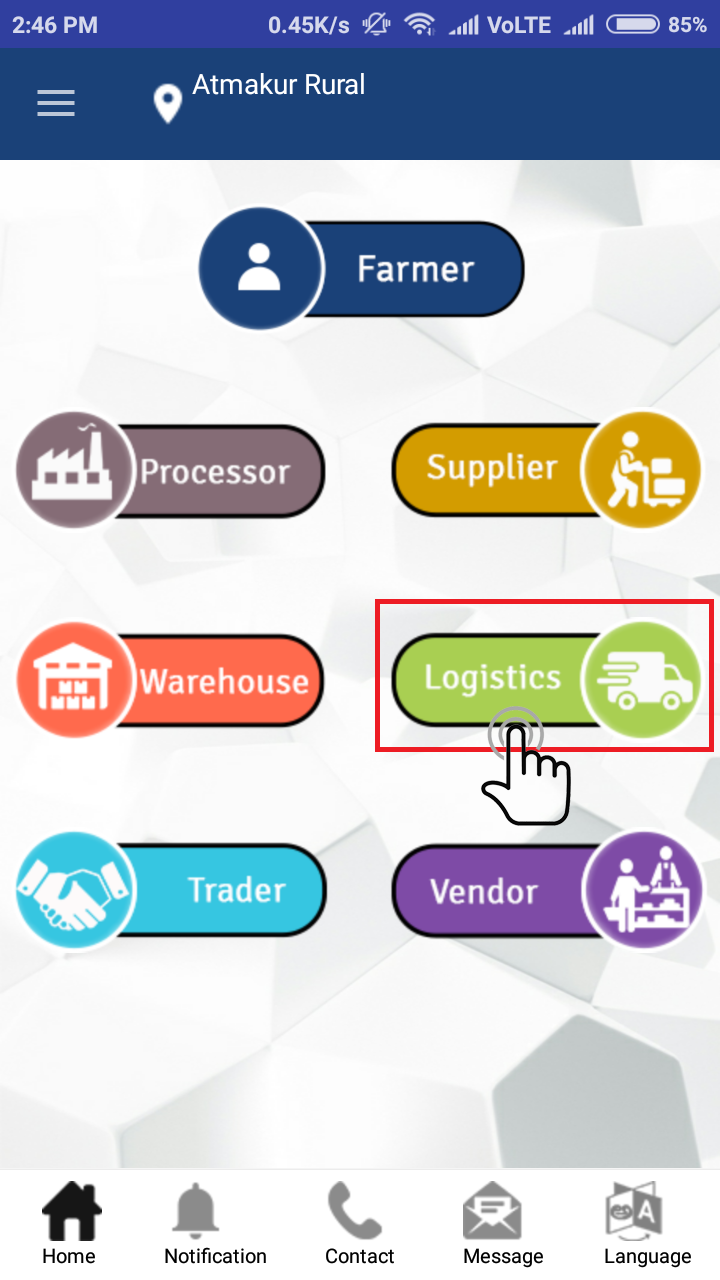 2:46 PM 0.45K/s VoLTE 85%
Atmakur Rural
Farmer
Processor
Supplier
Warehouse
Logistics
Trader
Vendor
Home Notification Contact Message Language